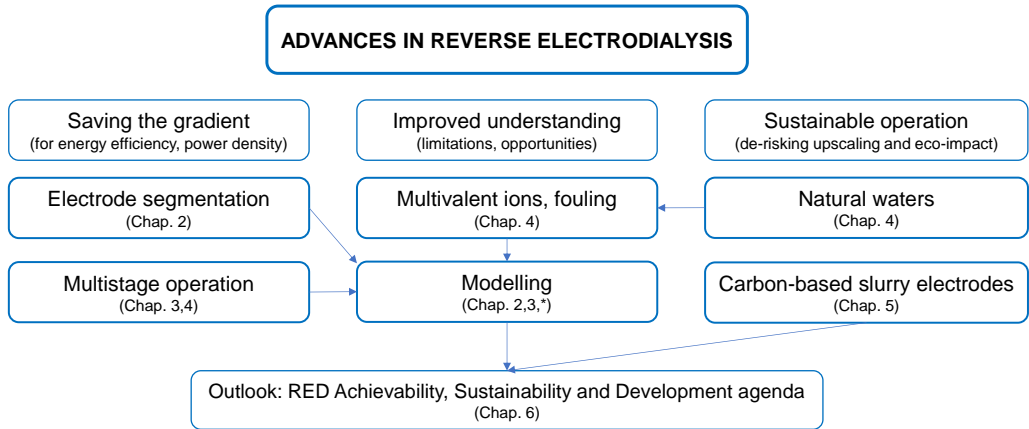 ADVANCES IN REVERSE ELECTRODIALYSIS
Saving the gradient
(for energy efficiency, power density)
Improved understanding
(limitations, opportunities)
Sustainable operation
(de-risking upscaling and eco-impact)
Electrode segmentation
(Chap. 2)
Multivalent ions, fouling
(Chap. 4)
Natural waters
(Chap. 4)
Multistage operation
(Chap. 3,4)
Modelling
(Chap. 2,3,*)
Carbon-based slurry electrodes
(Chap. 5)
Outlook: RED Achievability, Sustainability and Development agenda
(Chap. 6)